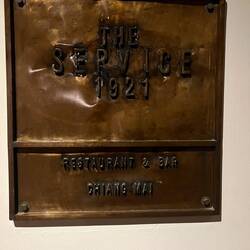 THE
SERVICE
1921
RESTAURANT & BAR
CHIANG MAI